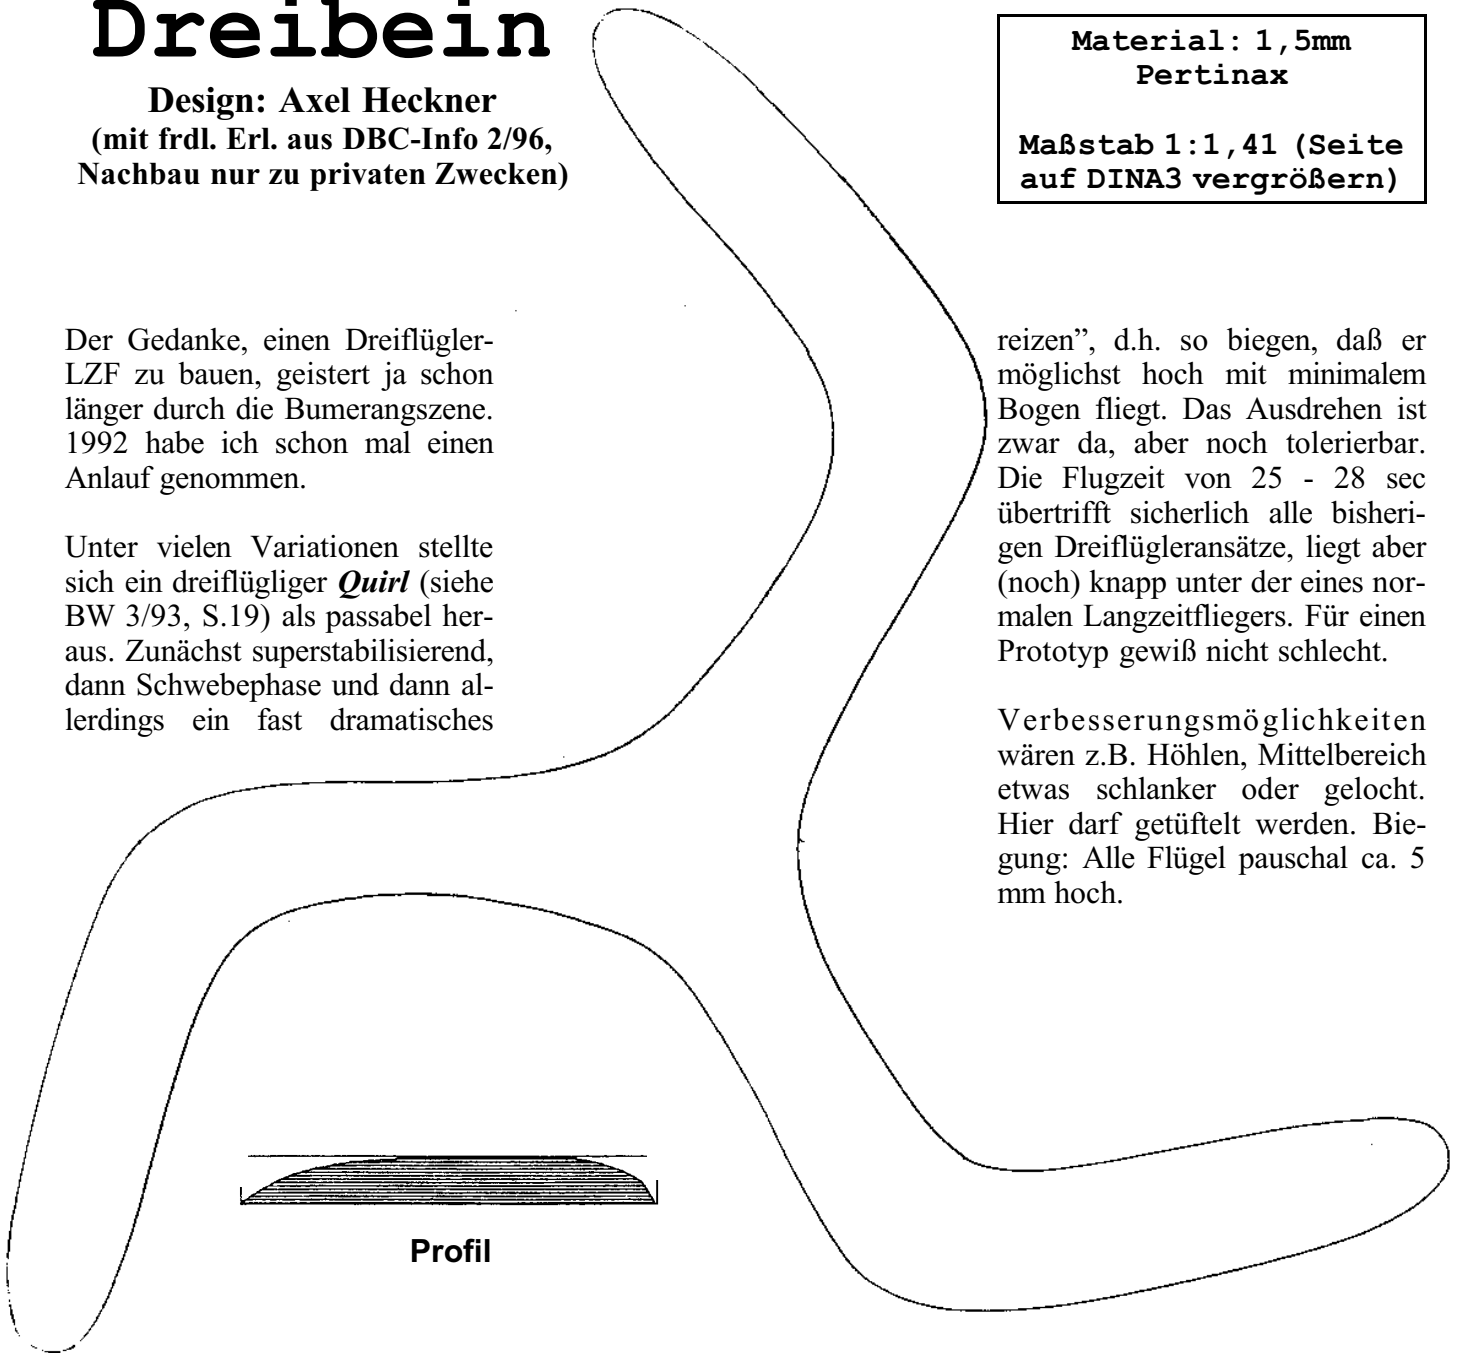 Dreibein
Design: Axel Heckner
(mit frdl. Erl. aus DBC-Info 2/96,
Nachbau nur zu privaten Zwecken)
Material: 1,5mm
Pertinax
Maßstab 1:1,41 (Seite
auf DINA3 vergrößern)
Der Gedanke, einen Dreiflügler-
LZF zu bauen, geistert ja schon
länger durch die Bumerangszene.
1992 habe ich schon mal einen
Anlauf genommen.
Unter vielen Variationen stellte
sich ein dreiflügliger Quirl (siehe
BW 3/93, S.19) als passabel her-
aus. Zunächst superstabilisierend,
dann Schwebephase und dann al-
lerdings ein fast dramatisches
reizen”, d.h. so biegen, daß er
möglichst hoch mit minimalem
Bogen fliegt. Das Ausdrehen ist
zwar da, aber noch tolerierbar.
Die Flugzeit von 25 - 28 sec
übertrifft sicherlich alle bisheri-
gen Dreiflügleransätze, liegt aber
(noch) knapp unter der eines nor-
malen Langzeitfliegers. Für einen
Prototyp gewiß nicht schlecht.
Verbesserungsmöglichkeiten
wären z.B. Höhlen, Mittelbereich
etwas schlanker oder gelocht.
Hier darf getüftelt werden. Bie-
gung: Alle Flügel pauschal ca. 5
mm hoch.
Profil